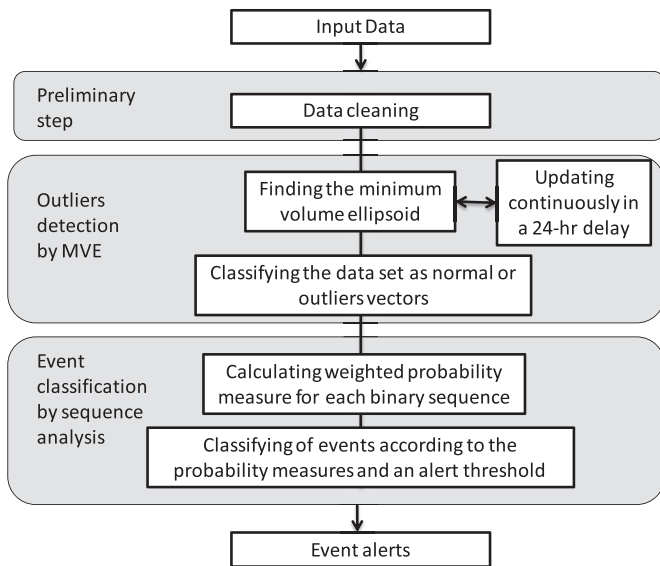 Input Data
Preliminary
step
Data cleaning
Outliers
detection
by MVE
Finding the minimum
volume ellipsoid
Updating
continuously in
a 24-hr delay
Classifying the data set as normal or
outliers vectors
Event
classification
by sequence
analysis
Calculating weighted probability
measure for each binary sequence
Classifying of events according to the
probability measures and an alert threshold
Event alerts